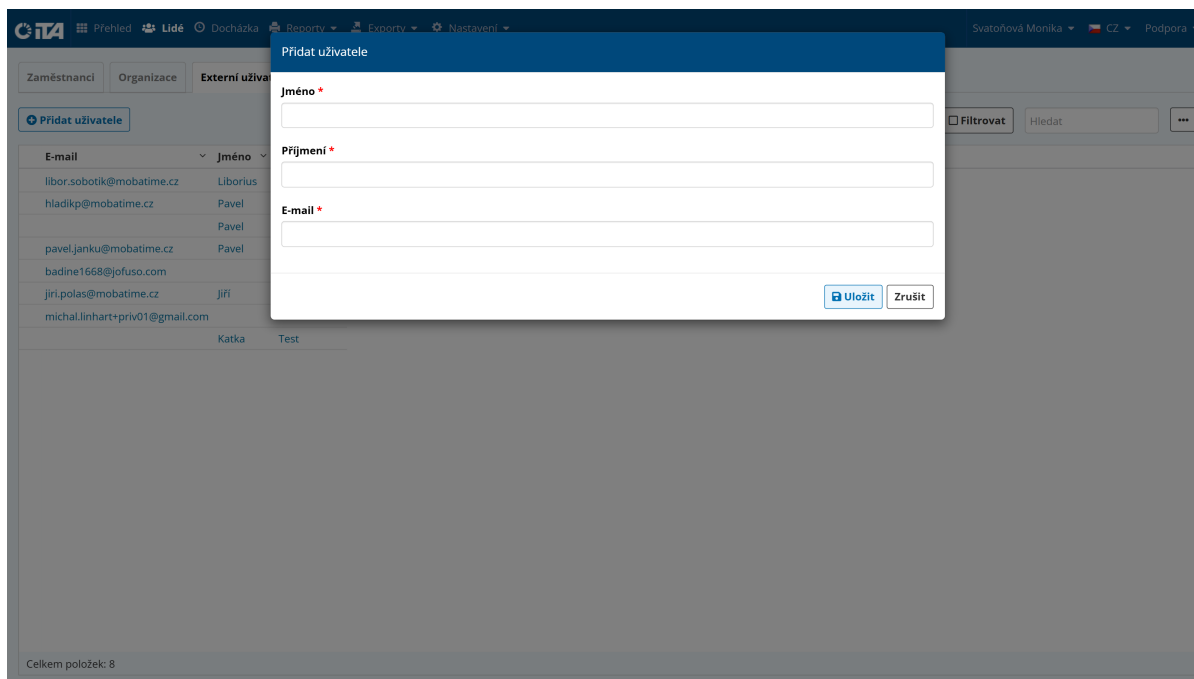 iTA Přehled Lidé Docházka Reporty Exporty Nastavení Svatoňová Monika CZ Podpora
Přidat uživatele
Zaměstnanci Organizace Externí uživa
Jméno *
Přidat uživatele Filtrovat Hledat
E-mail Jméno
Příjmení *
libor.sobotik@mobatime.cz Liborius
hladikp@mobatime.cz Pavel
E-mail *
Pavel
pavel.janku@mobatime.cz Pavel
badine1668@jofuso.com
jiri.polas@mobatime.cz Jiří
Uložit Zrušit
michal.linhart+priv01@gmail.com
Katka Test
Celkem položek: 8